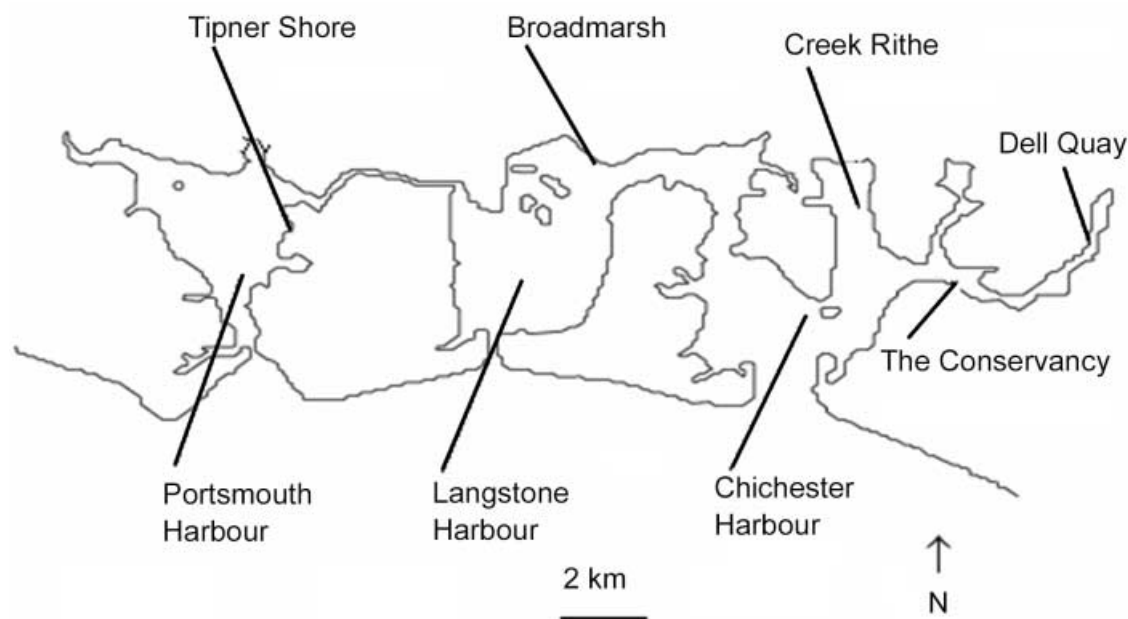 Tipner Shore
Broadmarsh
Creek Rithe
Dell Quay
The Conservancy
Portsmouth
Harbour
Langstone
Harbour
Chichester
Harbour
2 km
N